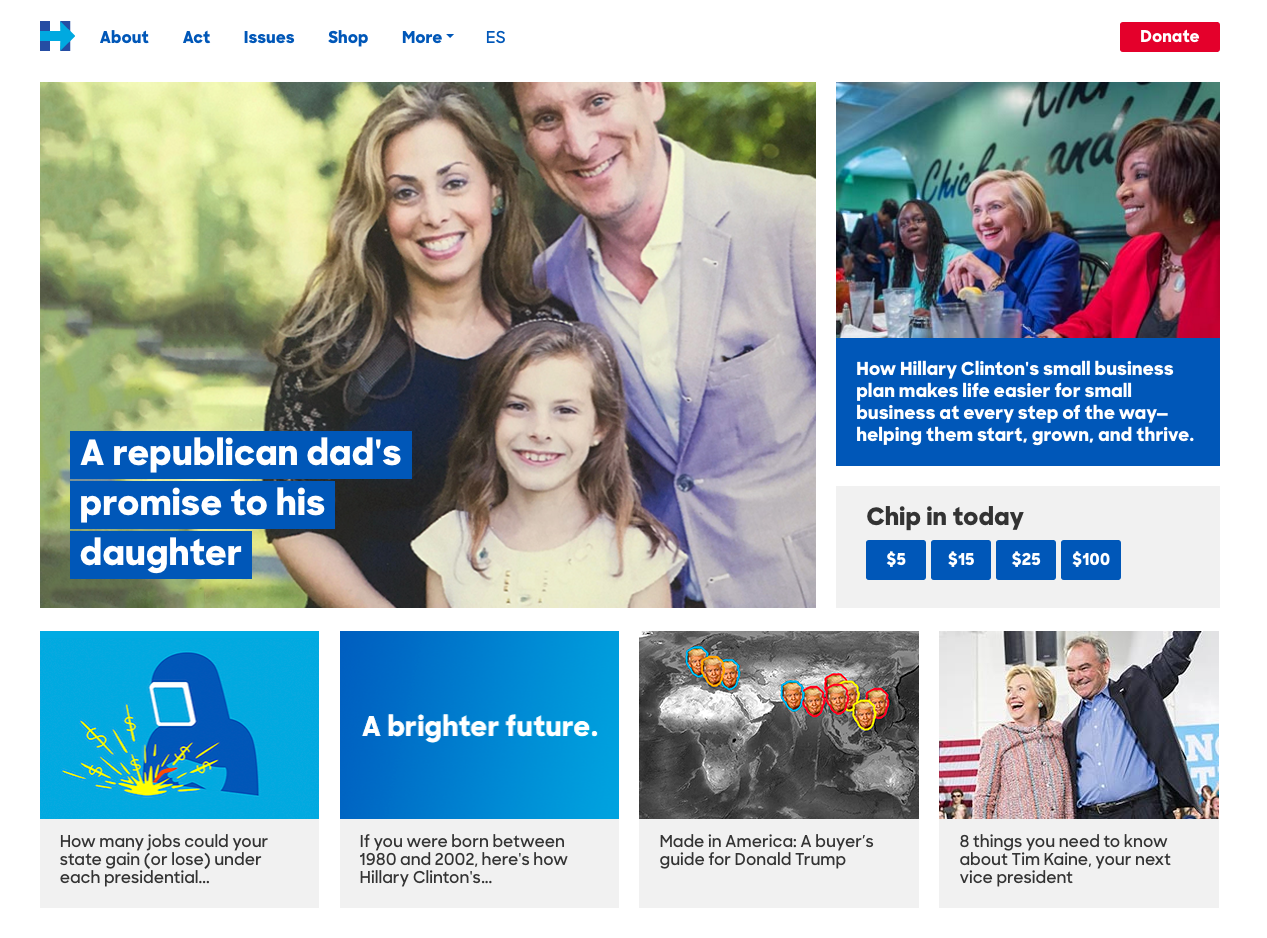 About Act Issues Shop More ES Donate
A republican dad's
promise to his
daughter
Chicken and
How Hillary Clinton's small business
plan makes life easier for small
business at every step of the way—
helping them start, grown, and thrive.
Chip in today
$5 $15 $25 $100
How many jobs could your
state gain (or lose) under
each presidential...
A brighter future.
If you were born between
1980 and 2002, here's how
Hillary Clinton's...
Made in America: A buyer's
guide for Donald Trump
8 things you need to know
about Tim Kaine, your next
vice president